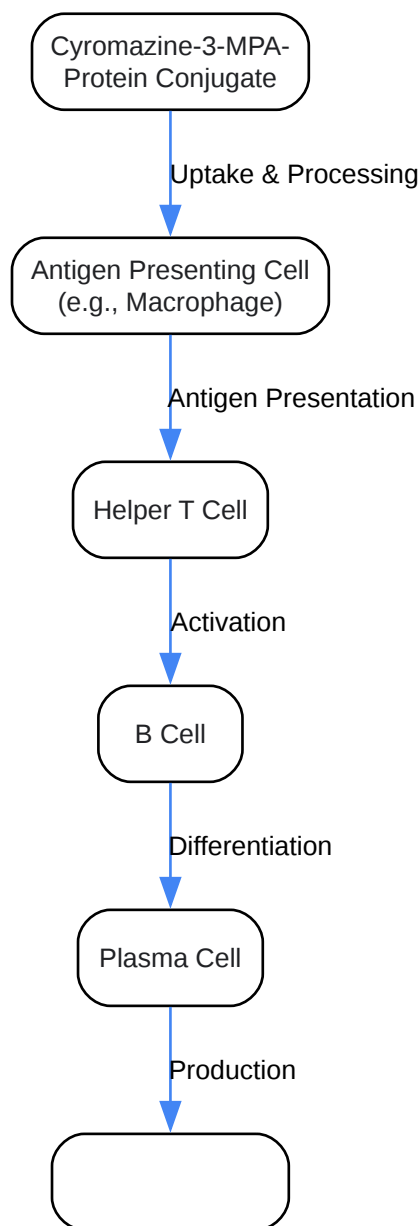 Cyromazine-3-MPA-
Protein Conjugate
Uptake & Processing
Antigen Presenting Cell
(e.g., Macrophage)
Antigen Presentation
Helper T Cell
Activation
B Cell
Differentiation
Plasma Cell
Production